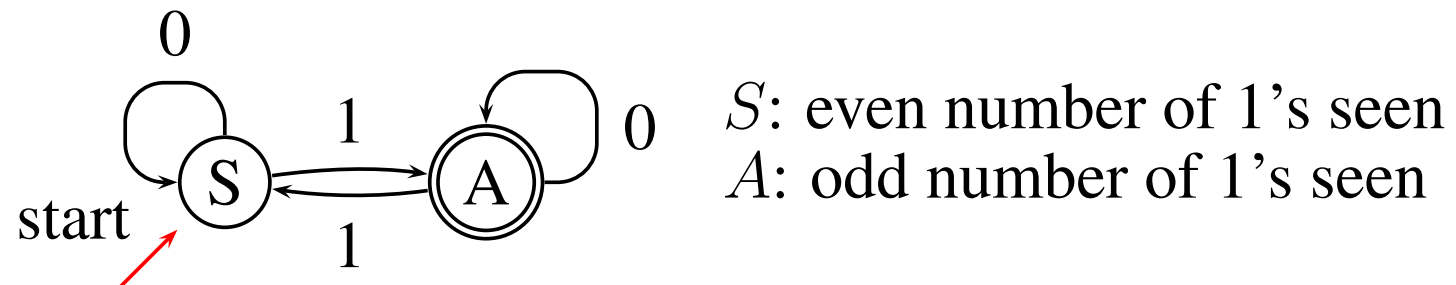 0
1
0
S
A
start
1
S: even number of 1's seen
A: odd number of 1's seen